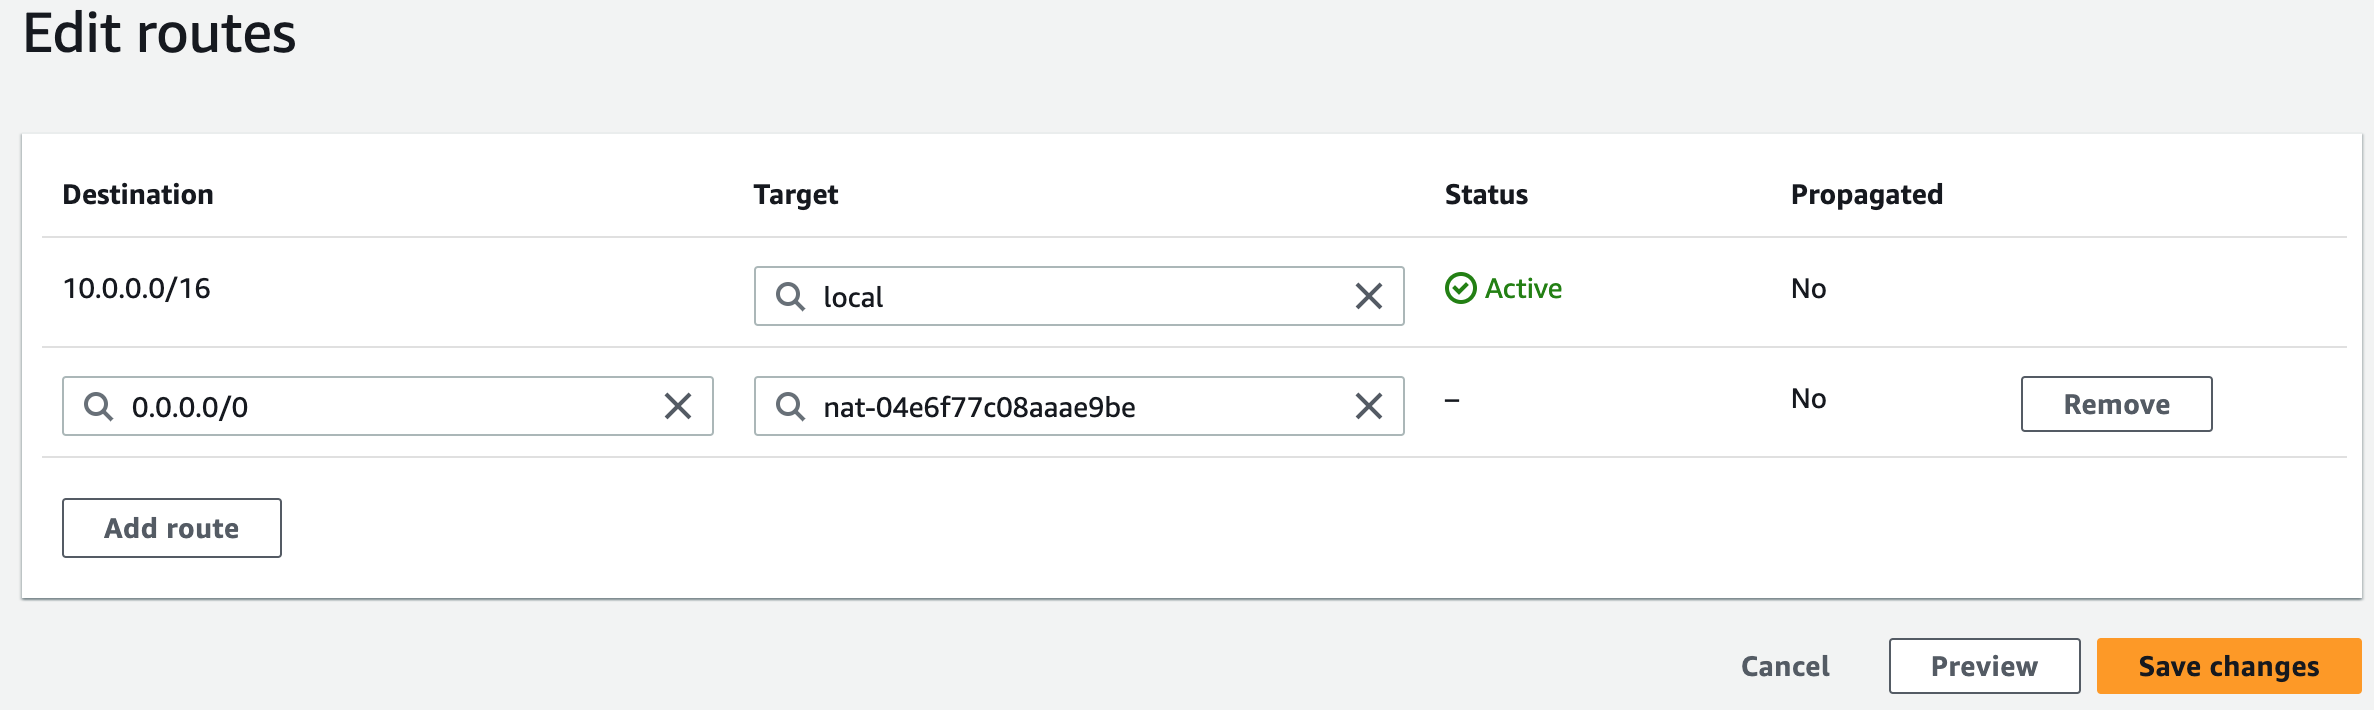 Edit routes
Destination Target Status Propagated
10.0.0.0/16 local Active No
0.0.0.0/0 nat-04e6f77c08aaae9be – No Remove
Add route
Cancel Preview Save changes